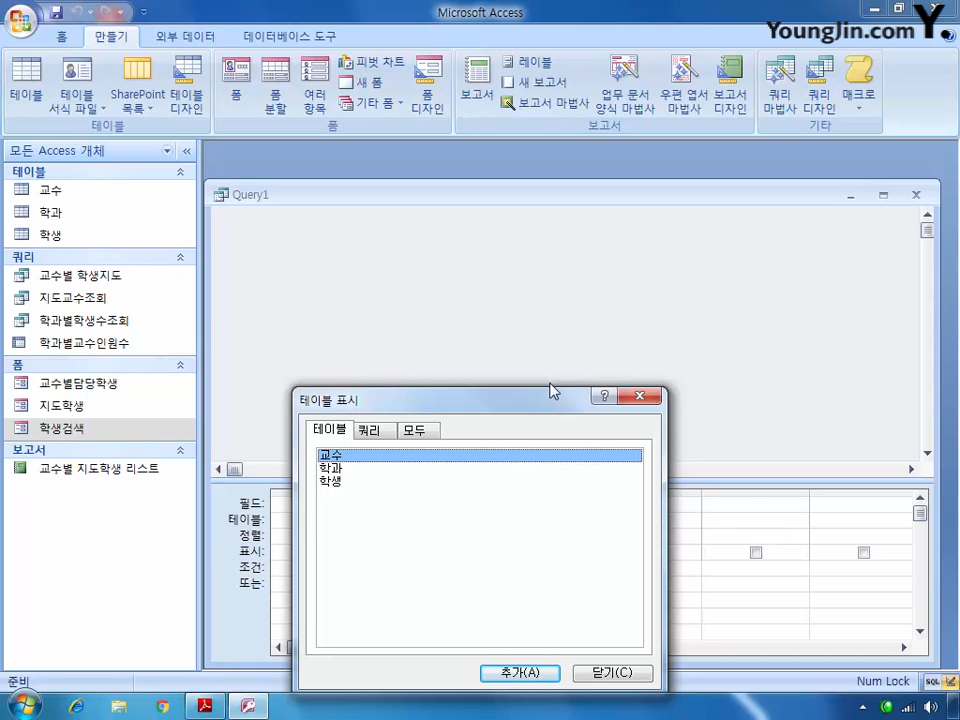 Microsoft Access
YoungJin.com Y.
홈 만들기 외부 데이터 데이터베이스 도구
테이블
테이블
서식 파일
SharePoint
목록
테이블
디자인
테이블
폼
폼
분할
여러
항목
피벗 차트
새 폼
기타 폼
폼
디자인
폼
보고서
레이블
새 보고서
보고서 마법사
업무 문서
양식 마법사
우편 엽서
마법사
보고서
디자인
보고서
쿼리
마법사
쿼리
디자인
매크로
기타
모든 Access 개체
테이블
교수
학과
학생
쿼리
교수별 학생지도
지도교수조회
학과별학생수조회
학과별교수인원수
폼
교수별담당학생
지도학생
학생검색
보고서
교수별 지도학생 리스트
Query1
필드:
테이블:
정렬:
표시:
조건:
또는:
테이블 표시
테이블 쿼리 모두
교수
학과
학생
추가(A) 닫기(C)
준비
Num Lock
SQL